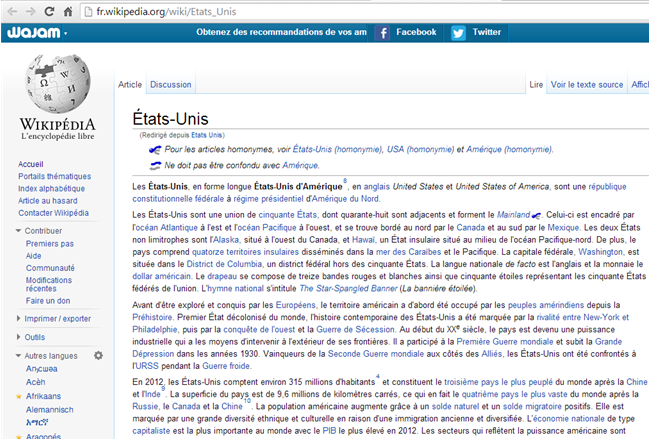 fr.wikipedia.org/wiki/Etats_Unis
wajam Obtenez des recommandations de vos am Facebook Twitter
Article Discussion Lire Voir le texte source Affic
WIKIPÉDIA
L'encyclopédie libre
Accueil
Portails thématiques
Index alphabétique
Article au hasard
Contacter Wikipédia
Contribuer
Premiers pas
Aide
Communauté
Modifications
récentes
Faire un don
Imprimer / exporter
Outils
Autres langues
Аҧсшәа
Acèh
Afrikaans
Alemannisch
አማርኛ
Aragonés
États-Unis
(Redirigé depuis Etats Unis)
Pour les articles homonymes, voir États-Unis (homonymie), USA (homonymie) et Amérique (homonymie).
Ne doit pas être confondu avec Amérique.
Les États-Unis, en forme longue États-Unis d'Amérique 8, en anglais United States et United States of America, sont une république
constitutionnelle fédérale à régime présidentiel d'Amérique du Nord.
Les États-Unis sont une union de cinquante États, dont quarante-huit sont adjacents et forment le Mainland. Celui-ci est encadré par
l'océan Atlantique à l'est et l'océan Pacifique à l'ouest, et se trouve bordé au nord par le Canada et au sud par le Mexique. Les deux États
non limitrophes sont l'Alaska, situé à l'ouest du Canada, et Hawaï, un État insulaire situé au milieu de l'océan Pacifique-nord. De plus, le
pays comprend quatorze territoires insulaires disséminés dans la mer des Caraïbes et le Pacifique. La capitale fédérale, Washington, est
située dans le District de Columbia, un district fédéral hors des cinquante États. La langue nationale de facto est l'anglais et la monnaie le
dollar américain. Le drapeau se compose de treize bandes rouges et blanches ainsi que cinquante étoiles représentant les cinquante États
fédérés de l'union. L'hymne national s'intitule The Star-Spangled Banner (La bannière étoilée).
Avant d'être exploré et conquis par les Européens, le territoire américain a d'abord été occupé par les peuples amérindiens depuis la
Préhistoire. Premier État décolonisé du monde, l'histoire contemporaine des États-Unis a été marquée par la rivalité entre New-York et
Philadelphie, puis par la conquête de l'ouest et la Guerre de Sécession. Au début du XXe siècle, le pays est devenu une puissance
industrielle qui a les moyens d'intervenir à l'extérieur de ses frontières. Il a participé à la Première Guerre mondiale et subit la Grande
Dépression dans les années 1930. Vainqueurs de la Seconde Guerre mondiale aux côtés des Alliés, les États-Unis ont été confrontés à
l'URSS pendant la Guerre froide.
En 2012, les États-Unis comptent environ 315 millions d'habitants 4 et constituent le troisième pays le plus peuplé du monde après la Chine
et l'Inde 9. La superficie du pays est de 9,6 millions de kilomètres carrés, ce qui en fait le quatrième pays le plus vaste du monde après la
Russie, le Canada et la Chine 10. La population américaine augmente grâce à un solde naturel et un solde migratoire positifs. Elle est
marquée par une grande diversité ethnique et culturelle en raison d'une immigration ancienne et diversifiée. L'économie nationale de type
capitaliste est la plus importante au monde avec le PIB le plus élevé en 2012. Les secteurs qui reflètent la puissance américaine sont